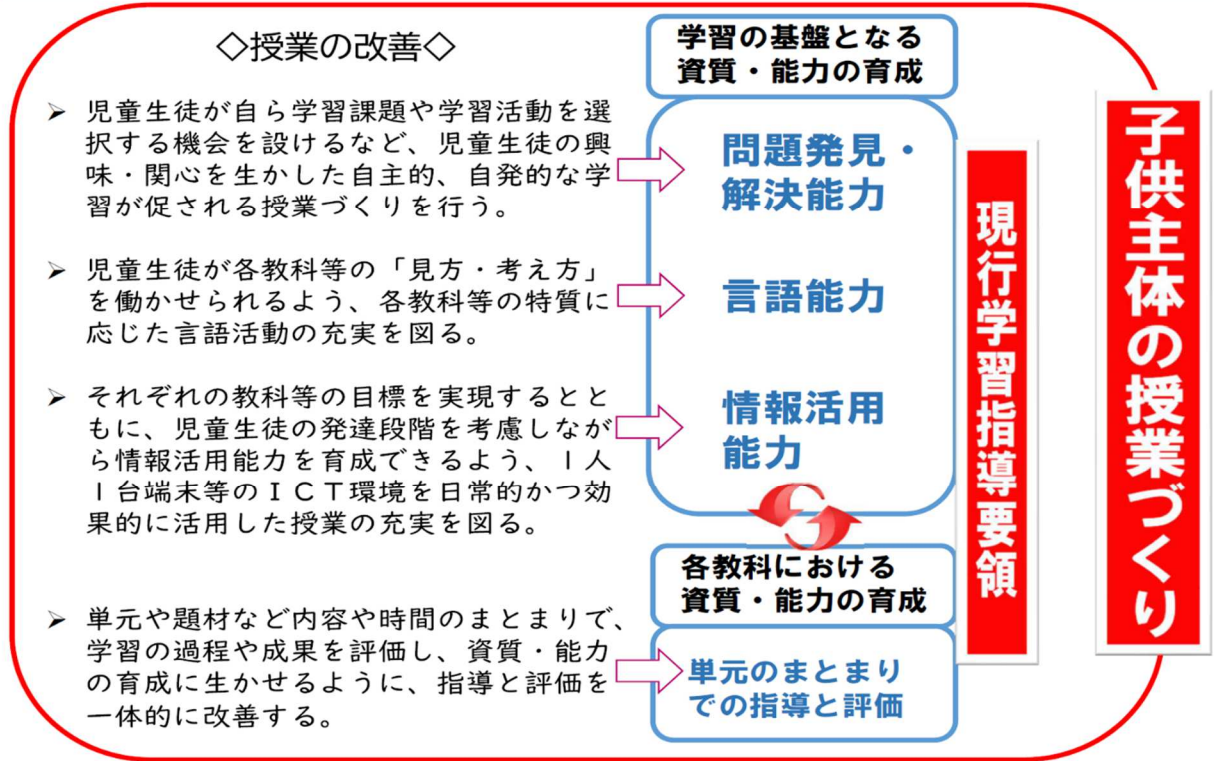 ◇授業の改善◇
➢ 児童生徒が自ら学習課題や学習活動を選
択する機会を設けるなど、児童生徒の興
味・関心を生かした自主的、自発的な学
習が促される授業づくりを行う。
➢ 児童生徒が各教科等の「見方・考え方」
を働かせられるよう、各教科等の特質に
応じた言語活動の充実を図る。
➢ それぞれの教科等の目標を実現するとと
もに、児童生徒の発達段階を考慮しなが
ら情報活用能力を育成できるよう、1人
1台端末等のICT環境を日常的かつ効
果的に活用した授業の充実を図る。
➢ 単元や題材など内容や時間のまとまりで、
学習の過程や成果を評価し、資質・能力
の育成に生かせるように、指導と評価を
一体的に改善する。
学習の基盤となる
資質・能力の育成
問題発見・
解決能力
言語能力
情報活用
能力
各教科における
資質・能力の育成
単元のまとまり
での指導と評価
現行学習指導要領
子供主体の授業づくり